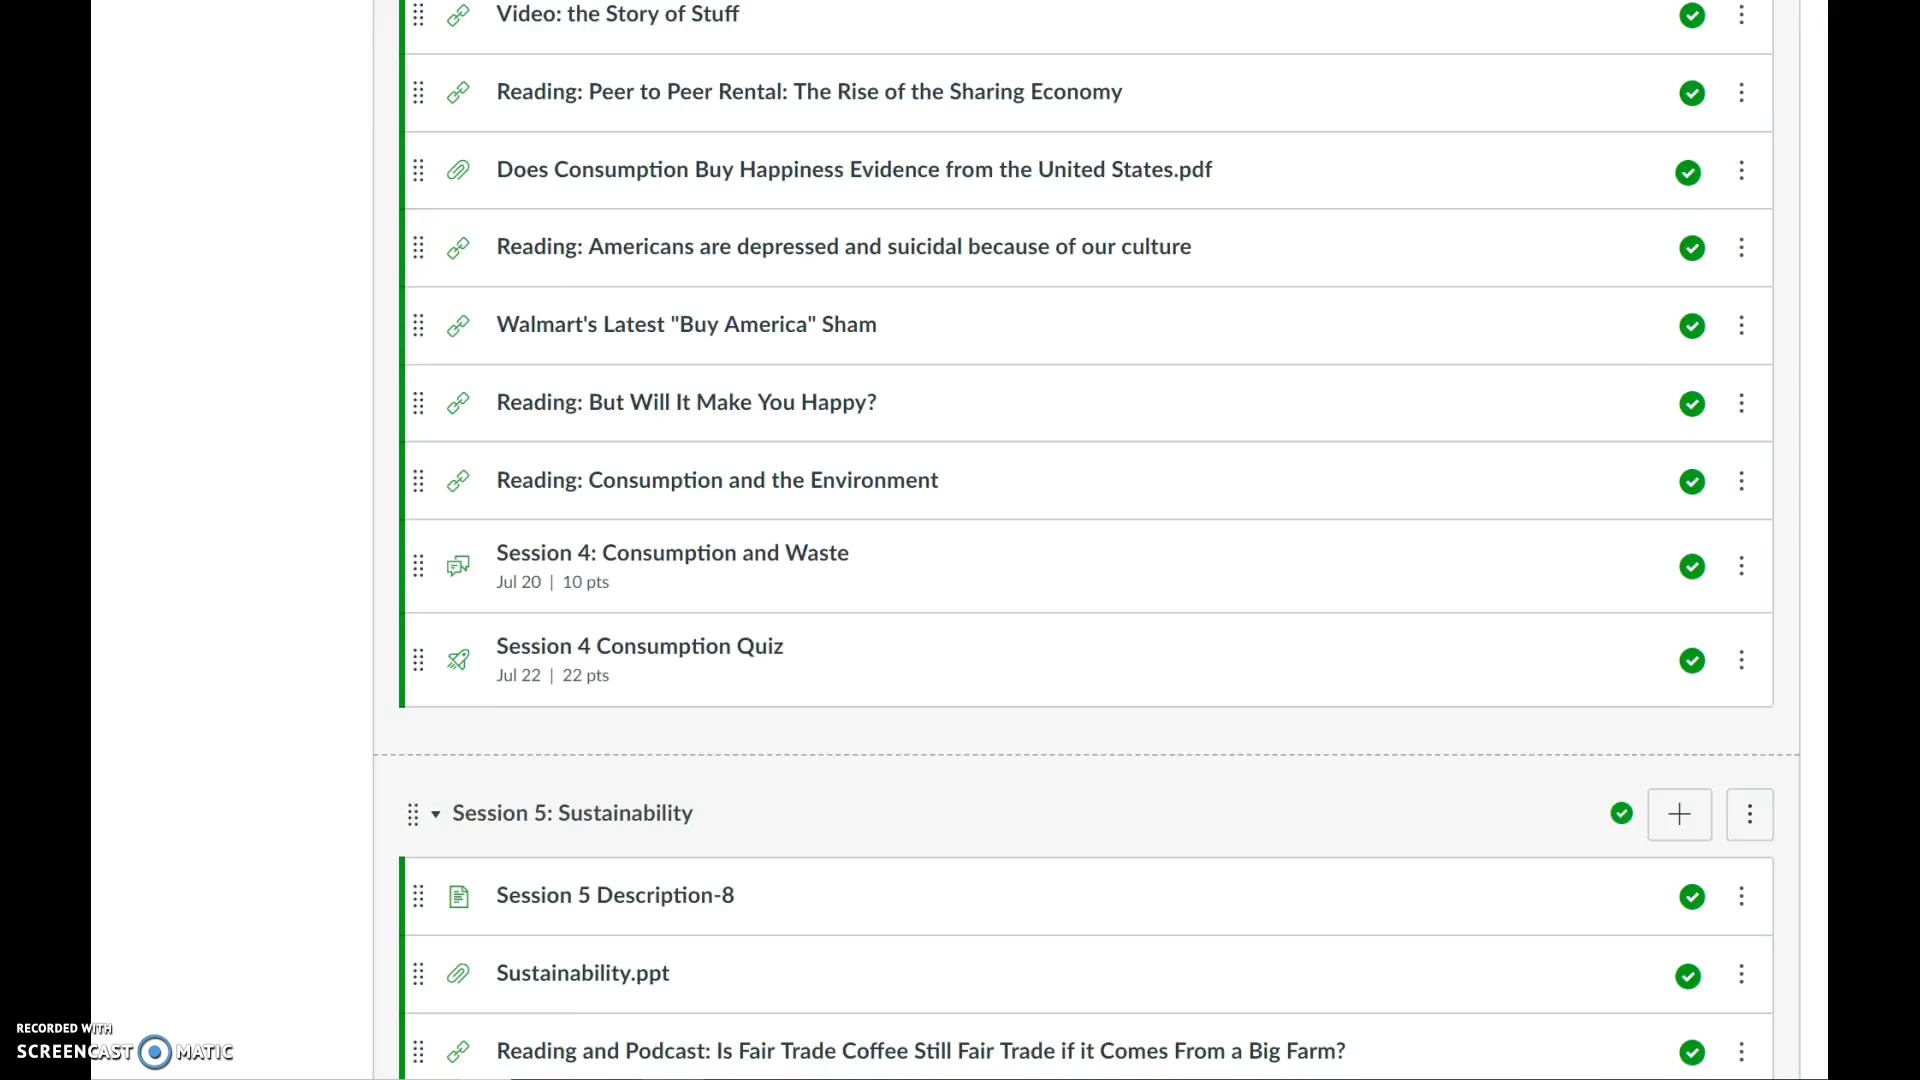 Video: the Story of Stuff
Reading: Peer to Peer Rental: The Rise of the Sharing Economy
Does Consumption Buy Happiness Evidence from the United States.pdf
Reading: Americans are depressed and suicidal because of our culture
Walmart's Latest "Buy America" Sham
Reading: But Will It Make You Happy?
Reading: Consumption and the Environment
Session 4: Consumption and Waste
Jul 20 | 10 pts
Session 4 Consumption Quiz
Jul 22 | 22 pts
Session 5: Sustainability
Session 5 Description-8
Sustainability.ppt
Reading and Podcast: Is Fair Trade Coffee Still Fair Trade if it Comes From a Big Farm?
RECORDED WITH
SCREENCAST MATIC